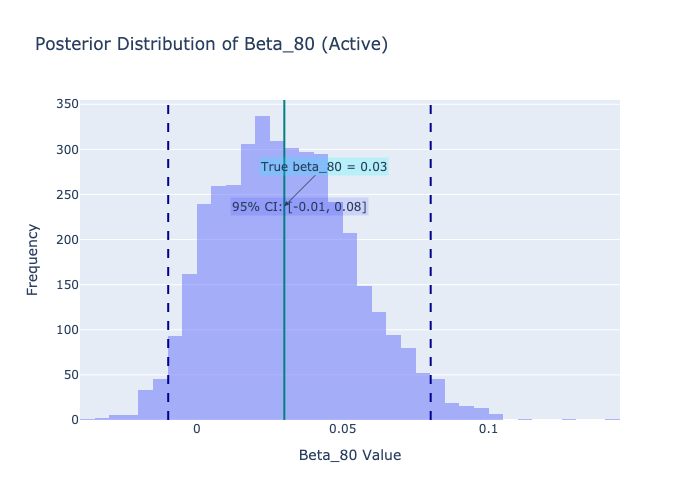 Posterior Distribution of Beta_80 (Active)
350
300
250
200
150
100
50
0
Frequency
True beta_80 = 0.03
95% CI: [-0.01, 0.08]
0
0.05
0.1
Beta_80 Value